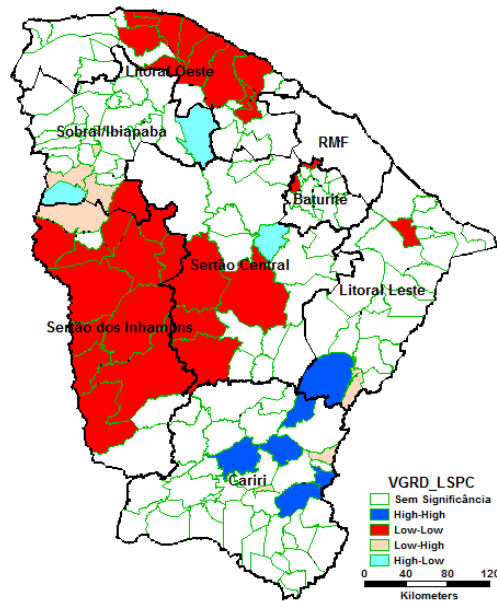 Litoral Oeste
Sobral/Ibiapaba
RMF
Baturité
Sertão Central
Litoral Leste
Sertão dos Inhamuns
Cariri
VGRD_LSPC
Sem Significância
High-High
Low-Low
Low-High
High-Low
0 40 80 120
Kilometers